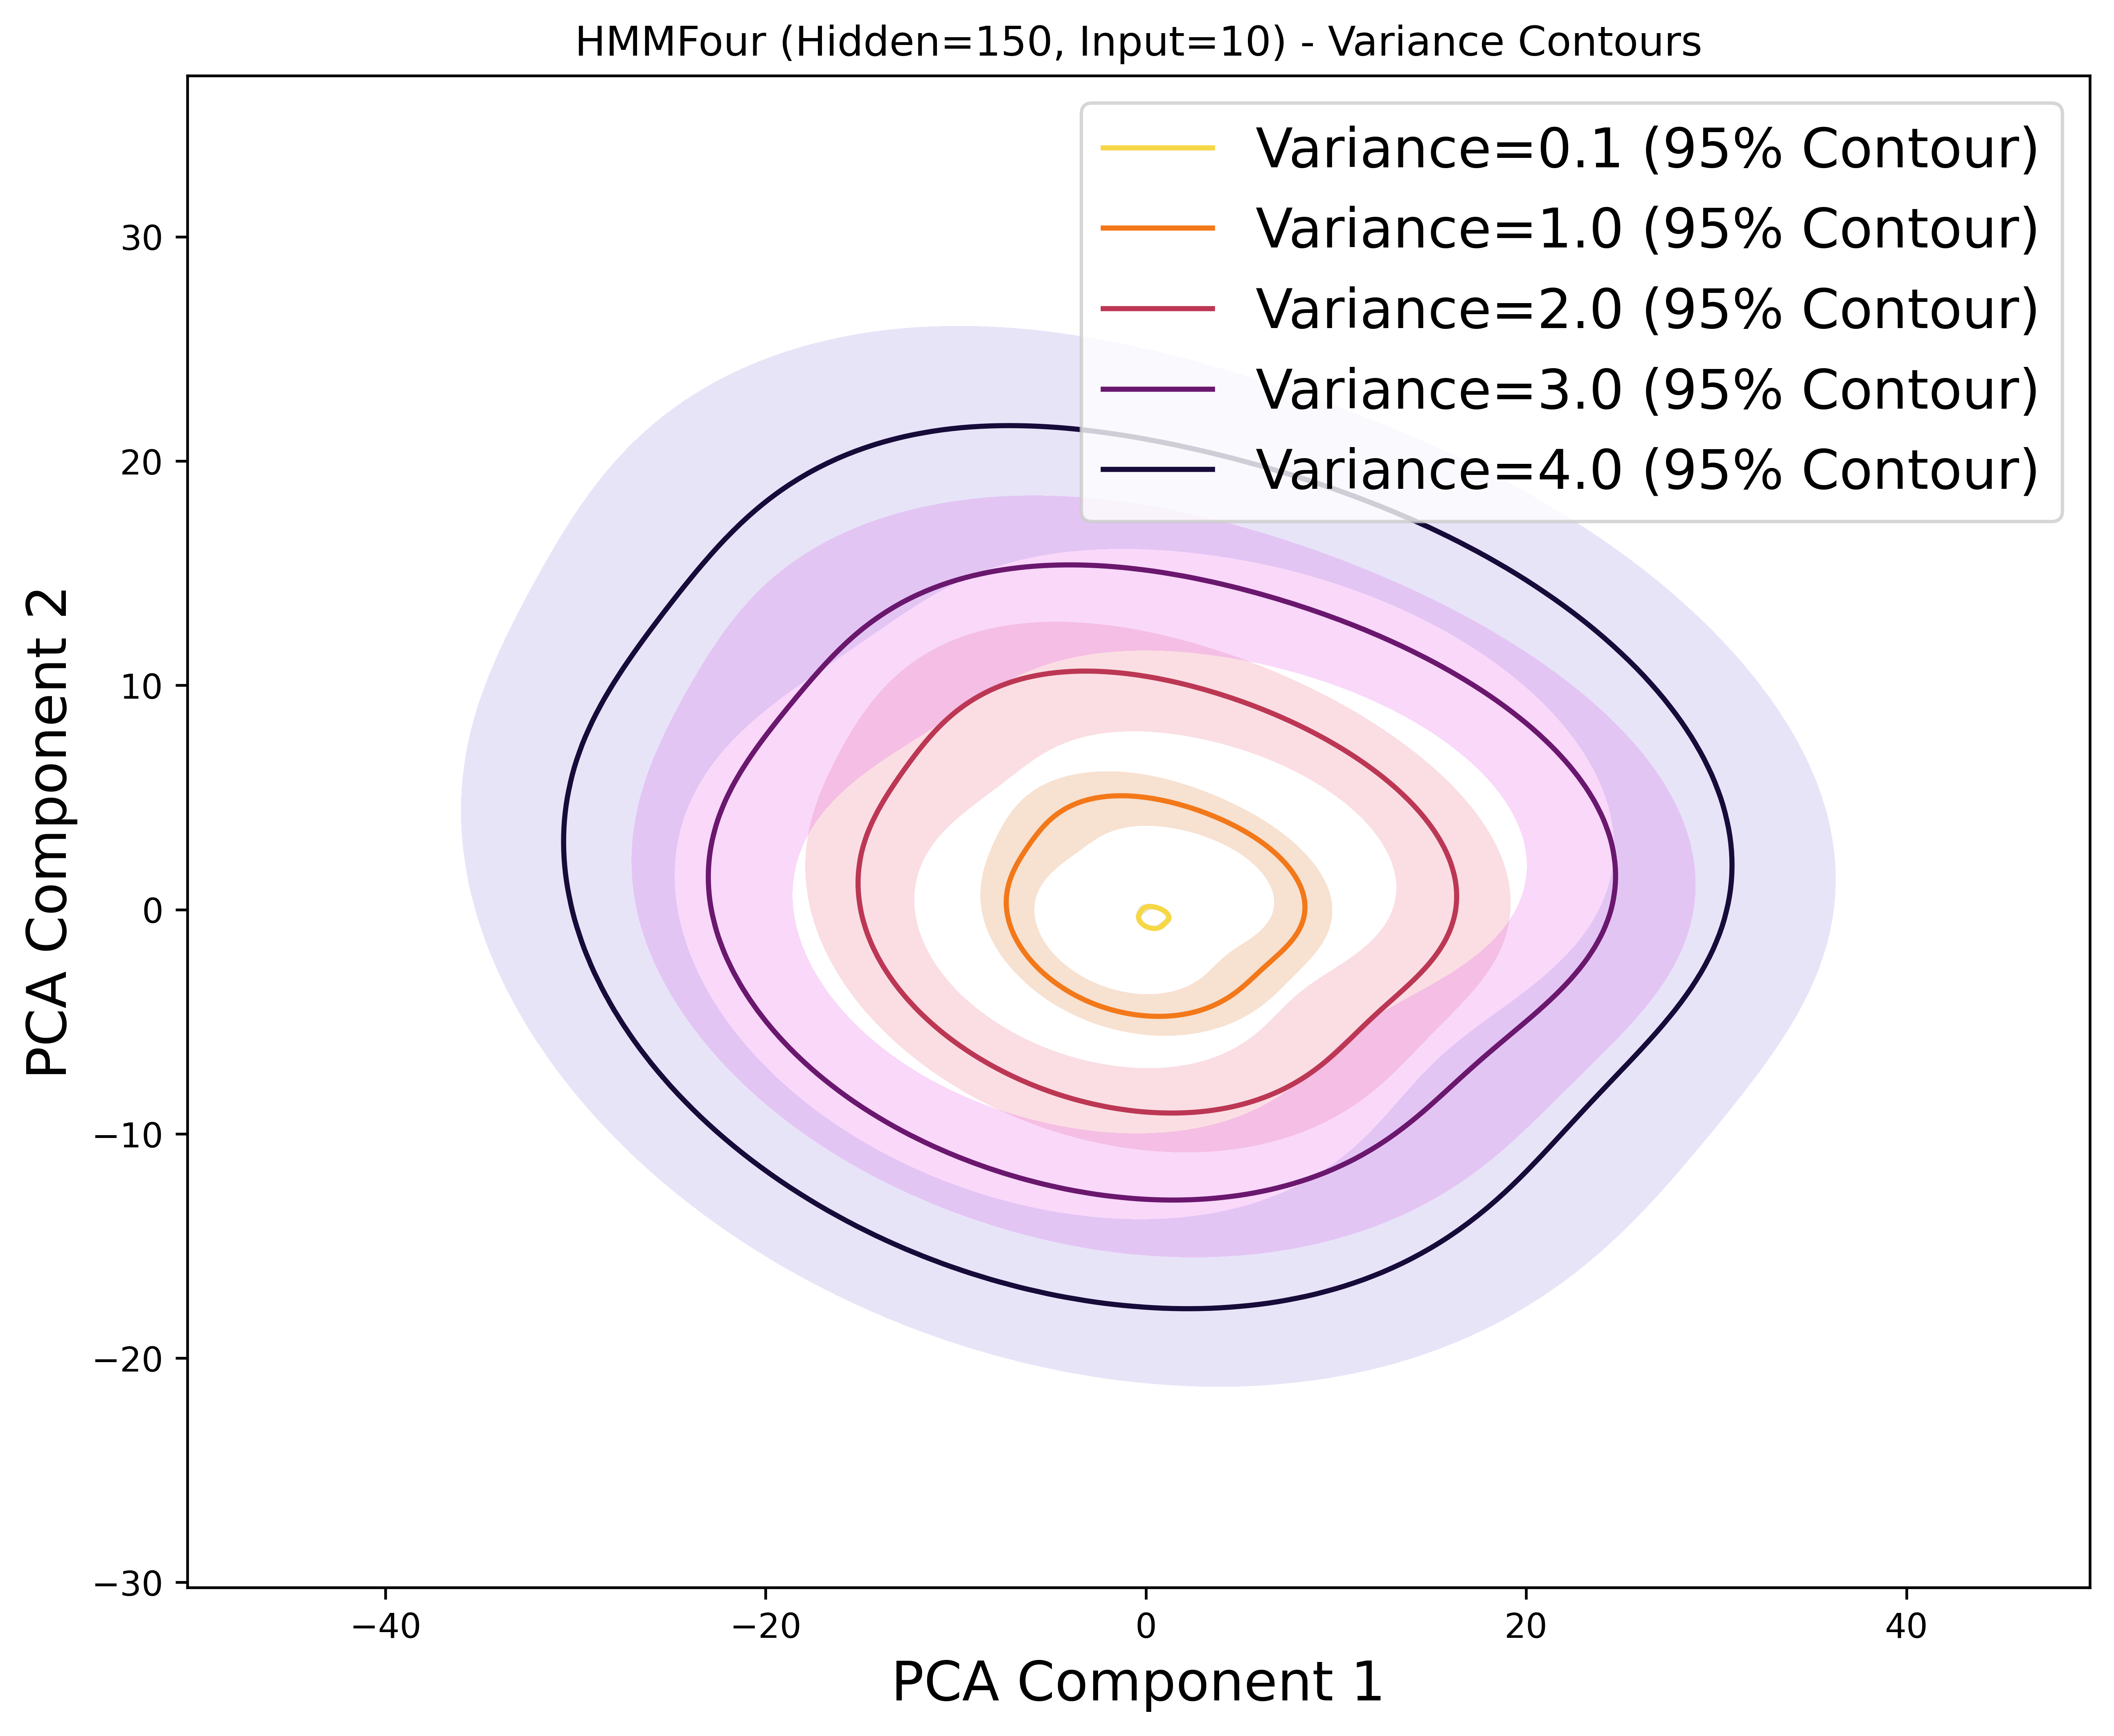 HMMFour (Hidden=150, Input=10) - Variance Contours
Variance=0.1 (95% Contour)
Variance=1.0 (95% Contour)
Variance=2.0 (95% Contour)
Variance=3.0 (95% Contour)
Variance=4.0 (95% Contour)
PCA Component 2
30
20
10
0
−10
−20
−30
−40
−20
0
20
40
PCA Component 1